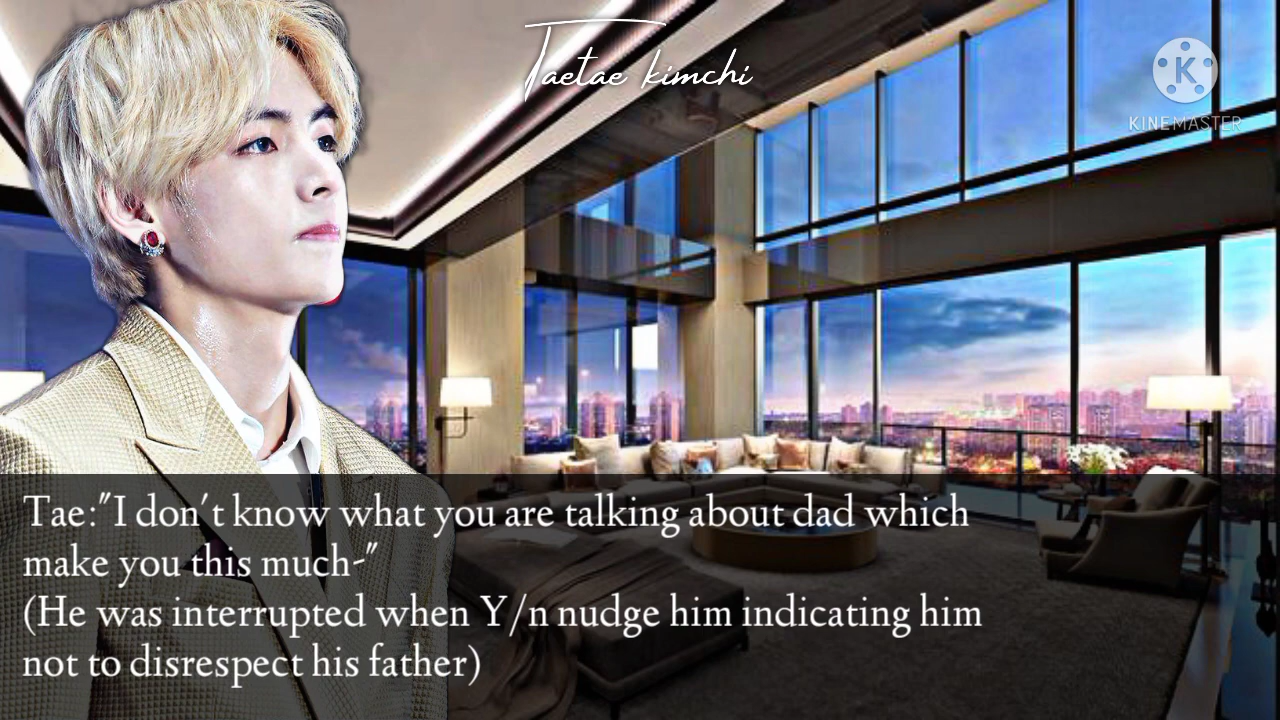 Taetae kimchi
K
KINEMASTER
Tae:"I don't know what you are talking about dad which
make you this much-"
(He was interrupted when Y/n nudge him indicating him
not to disrespect his father)